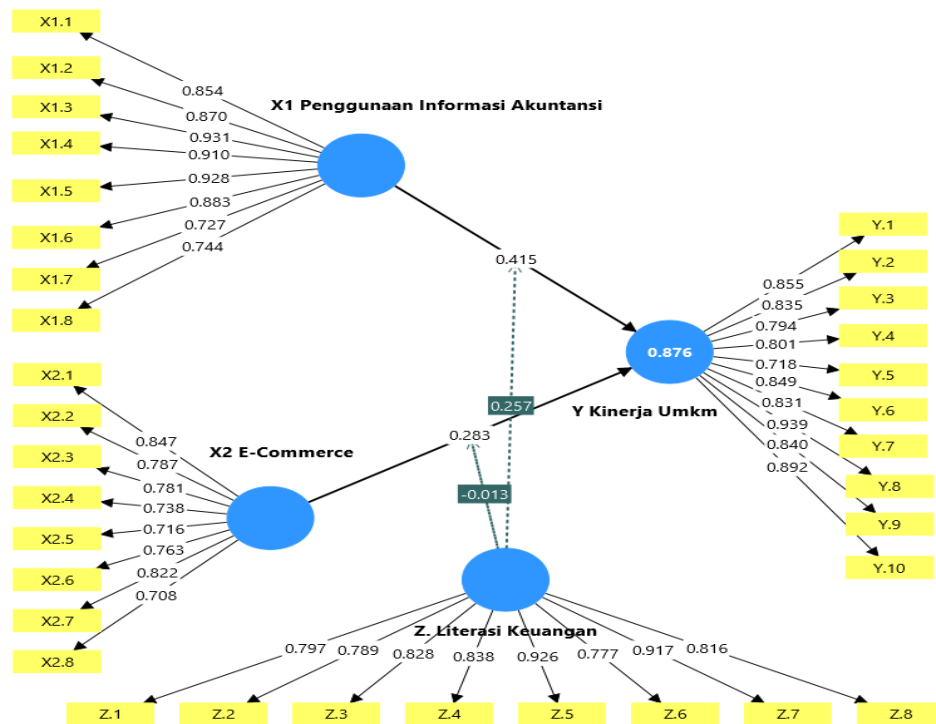 X1.1
X1.2
X1.3
X1.4
X1.5
X1.6
X1.7
X1.8
0.854
0.870
0.931
0.910
0.928
0.883
0.727
0.744
X1 Penggunaan Informasi Akuntansi
0.415
X2.1
X2.2
X2.3
X2.4
X2.5
X2.6
X2.7
X2.8
0.847
0.787
0.781
0.738
0.716
0.763
0.822
0.708
X2 E-Commerce
0.283
0.257
-0.013
0.876
Y Kinerja Umkm
0.855
0.835
0.794
0.801
0.718
0.849
0.831
0.939
0.840
0.892
Y.1
Y.2
Y.3
Y.4
Y.5
Y.6
Y.7
Y.8
Y.9
Y.10
Z. Literasi Keuangan
0.797
0.789
0.828
0.838
0.926
0.777
0.917
0.816
Z.1
Z.2
Z.3
Z.4
Z.5
Z.6
Z.7
Z.8